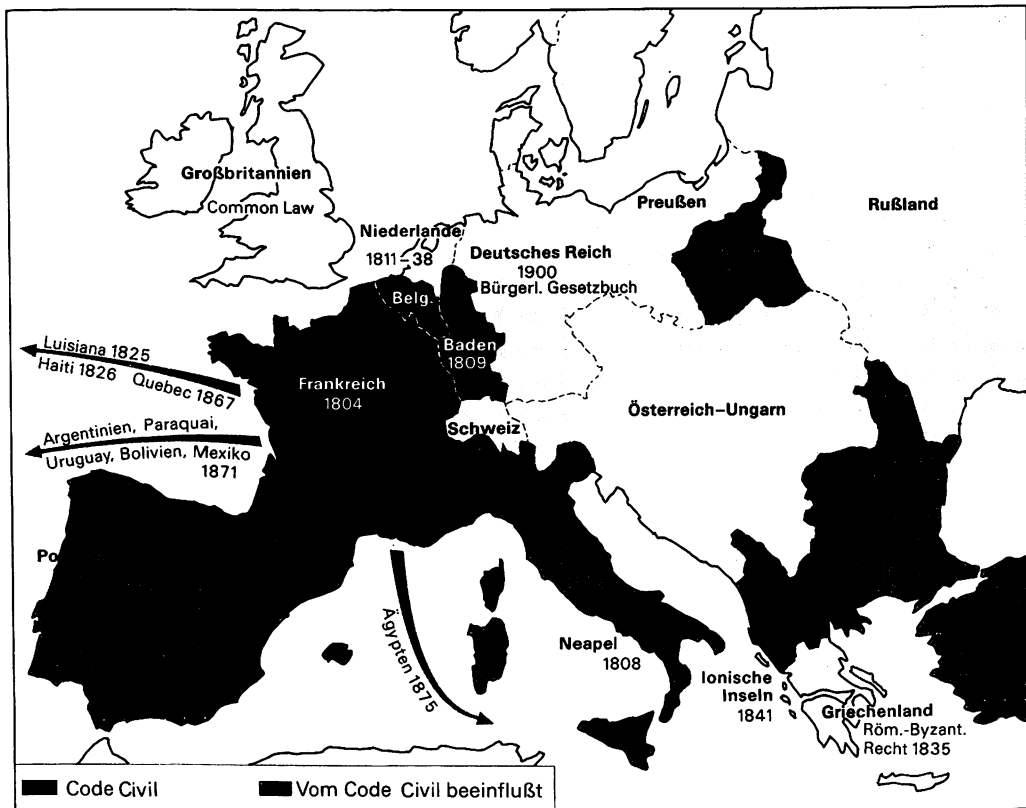 Großbritannien
Common Law
Niederlande
1811–38
Belg.
Deutsches Reich
1900
Bürgerl. Gesetzbuch
Preußen
Rußland
Baden
1809
Frankreich
1804
Luisiana 1825
Haiti 1826 Quebec 1867
Argentinien, Paraquai,
Uruguay, Bolivien, Mexiko
1871
Schweiz
Österreich–Ungarn
Po
Ägypten 1875
Neapel
1808
Ionische
Inseln
1841
Griechenland
Röm.-Byzant.
Recht 1835
Code Civil
Vom Code Civil beeinflußt